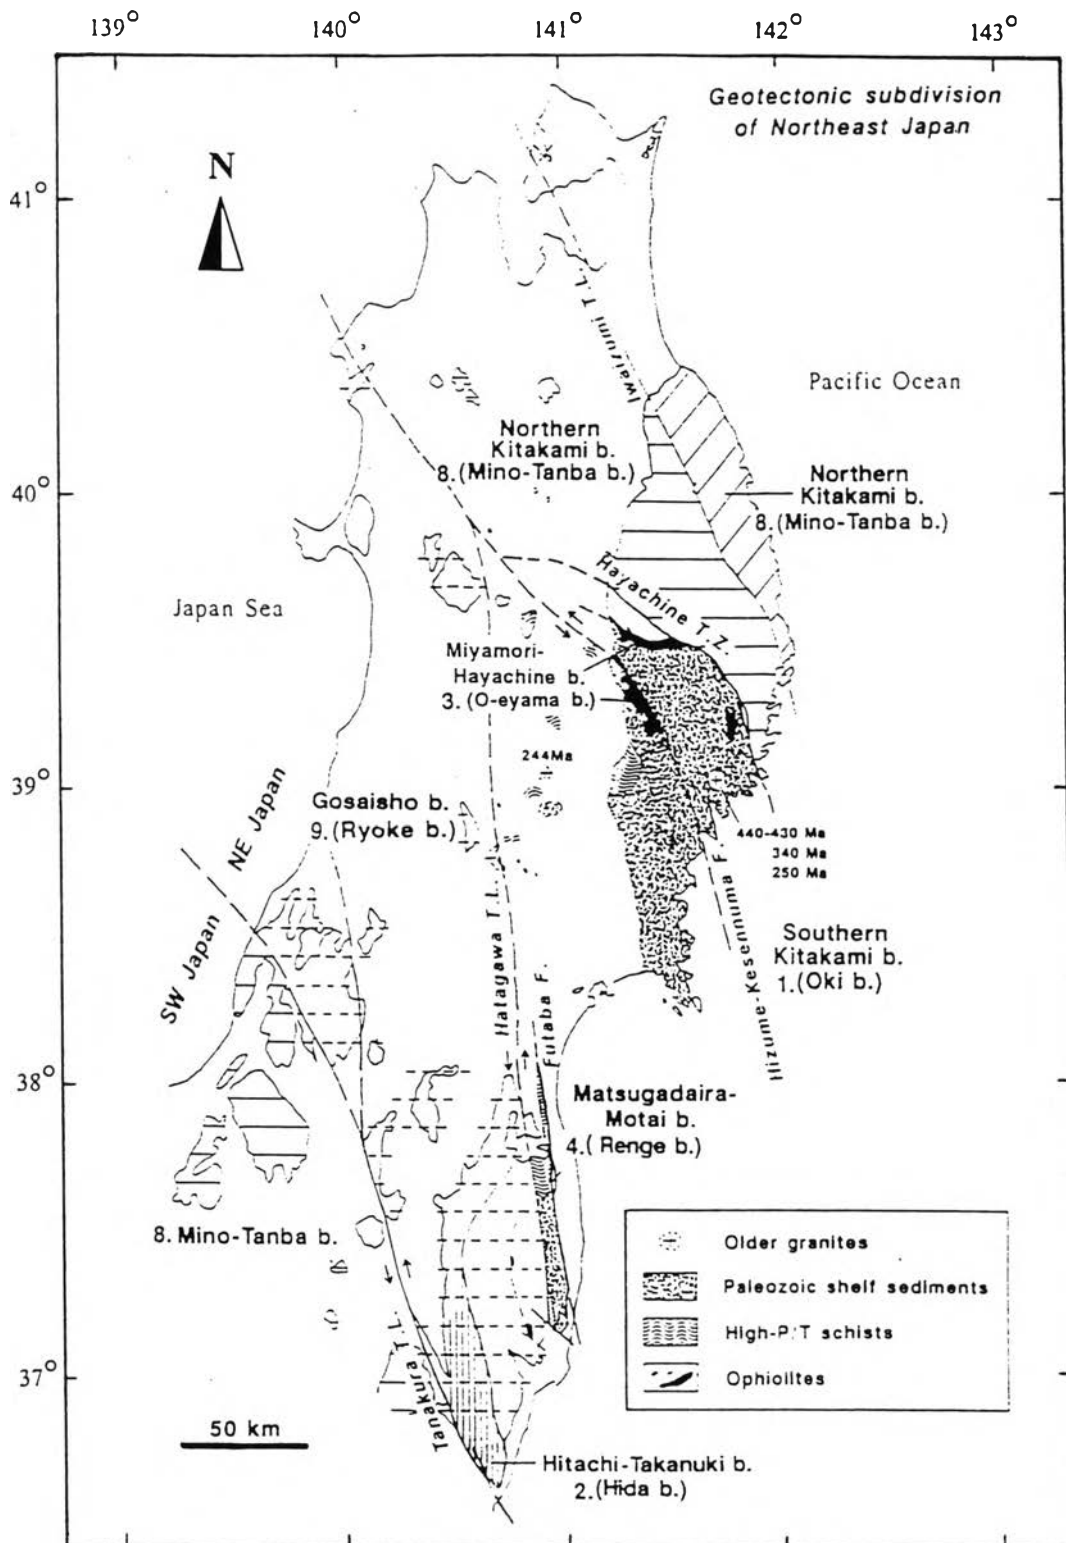 139° 140° 141° 142° 143°
Geotectonic subdivision
of Northeast Japan
N
41°
Iwaizumi T.L.
Pacific Ocean
Northern
Kitakami b.
8.(Mino-Tanba b.)
Northern
Kitakami b.
8.(Mino-Tanba b.)
40°
Hayachine T.Z.
Japan Sea
Miyamori-
Hayachine b.
3.(O-eyama b.)
244Ma
39°
NE Japan
SW Japan
Gosaisho b.
9.(Ryoke b.)
440-430 Ma
340 Ma
250 Ma
Hatagawa T.L.
Futaba F.
Hizume-Kesennuma F.
Southern
Kitakami b.
1.(Oki b.)
38°
Matsugadaira-
Motai b.
4.(Renge b.)
8. Mino-Tanba b.
Older granites
Paleozoic shelf sediments
High-P/T schists
Ophiolites
37°
Tanakura T.L.
50 km
Hitachi-Takanuki b.
2.(Hida b.)